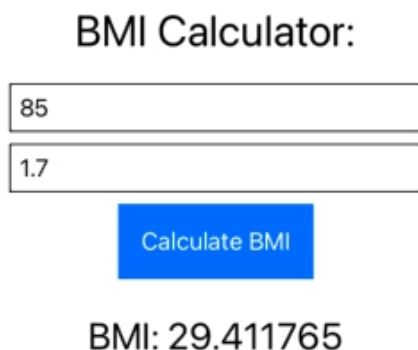 BMI Calculator:
85
1.7
Calculate BMI
BMI: 29.411765